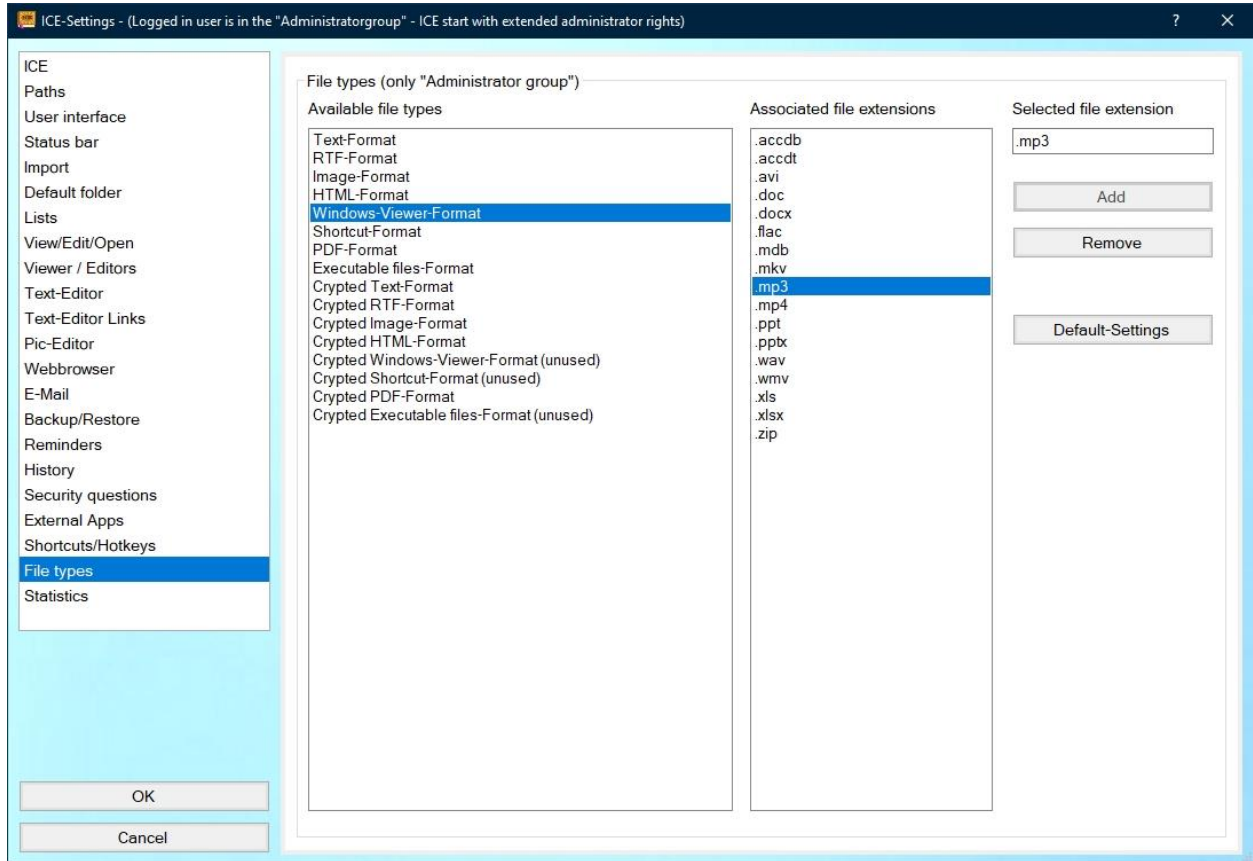 ICE-Settings - (Logged in user is in the "Administratorgroup" - ICE start with extended administrator rights)
?
ICE
Paths
User interface
Status bar
Import
Default folder
Lists
View/Edit/Open
Viewer / Editors
Text-Editor
Text-Editor Links
Pic-Editor
Webbrowser
E-Mail
Backup/Restore
Reminders
History
Security questions
External Apps
Shortcuts/Hotkeys
File types
Statistics
OK
Cancel
File types (only "Administrator group")
Available file types
Text-Format
RTF-Format
Image-Format
HTML-Format
Windows-Viewer-Format
Shortcut-Format
PDF-Format
Executable files-Format
Crypted Text-Format
Crypted RTF-Format
Crypted Image-Format
Crypted HTML-Format
Crypted Windows-Viewer-Format (unused)
Crypted Shortcut-Format (unused)
Crypted PDF-Format
Crypted Executable files-Format (unused)
Associated file extensions
.accdb
.accdt
.avi
.doc
.docx
.flac
.mdb
.mkv
.mp3
.mp4
.ppt
.pptx
.wav
.wmv
.xls
.xlsx
.zip
Selected file extension
.mp3
Add
Remove
Default-Settings